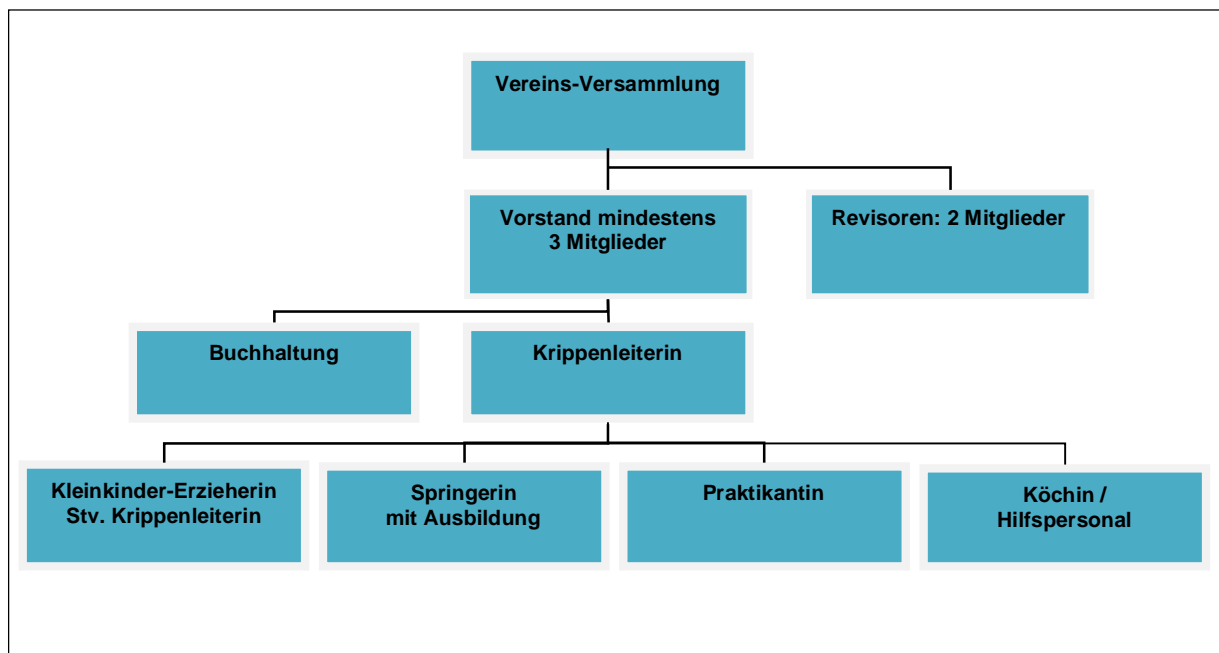 Vereins-Versammlung
Vorstand mindestens
3 Mitglieder
Revisoren: 2 Mitglieder
Buchhaltung
Krippenleiterin
Kleinkinder-Erzieherin
Stv. Krippenleiterin
Springerin
mit Ausbildung
Praktikantin
Köchin /
Hilfspersonal